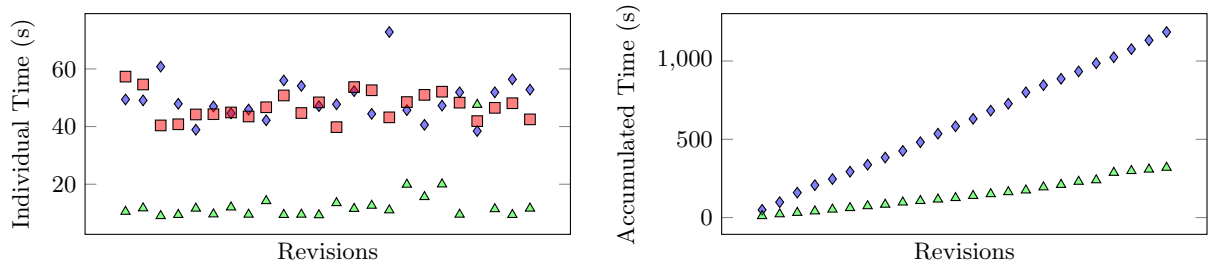 Individual Time (s)
60
40
20
Revisions
Accumulated Time (s)
1,000
500
0
Revisions